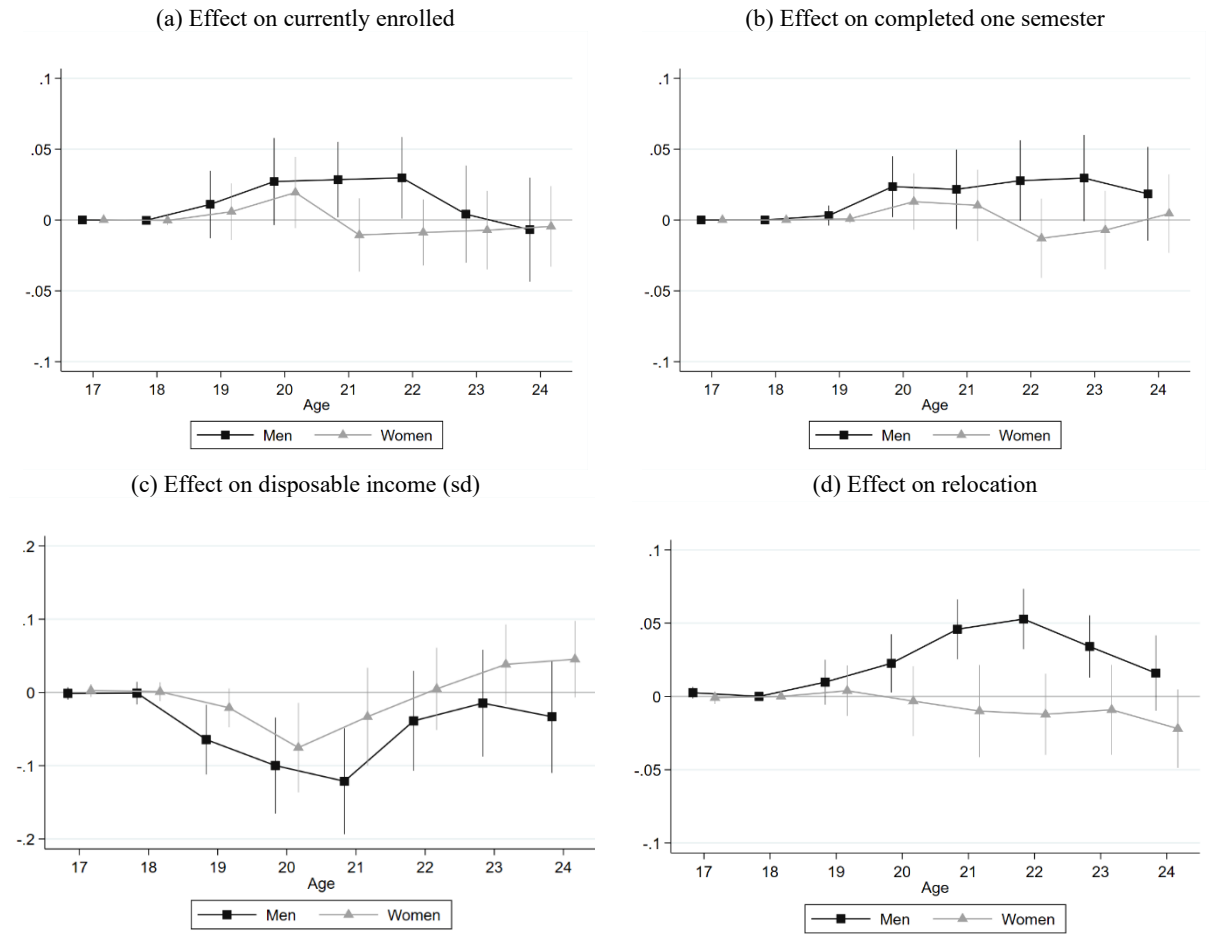 (a) Effect on currently enrolled
.1
.05
0
-.05
-.1
17 18 19 20 21 22 23 24
Age
Men Women
(b) Effect on completed one semester
.1
.05
0
-.05
-.1
17 18 19 20 21 22 23 24
Age
Men Women
(c) Effect on disposable income (sd)
.2
.1
0
-.1
-.2
17 18 19 20 21 22 23 24
Age
Men Women
(d) Effect on relocation
.1
.05
0
-.05
-.1
17 18 19 20 21 22 23 24
Age
Men Women